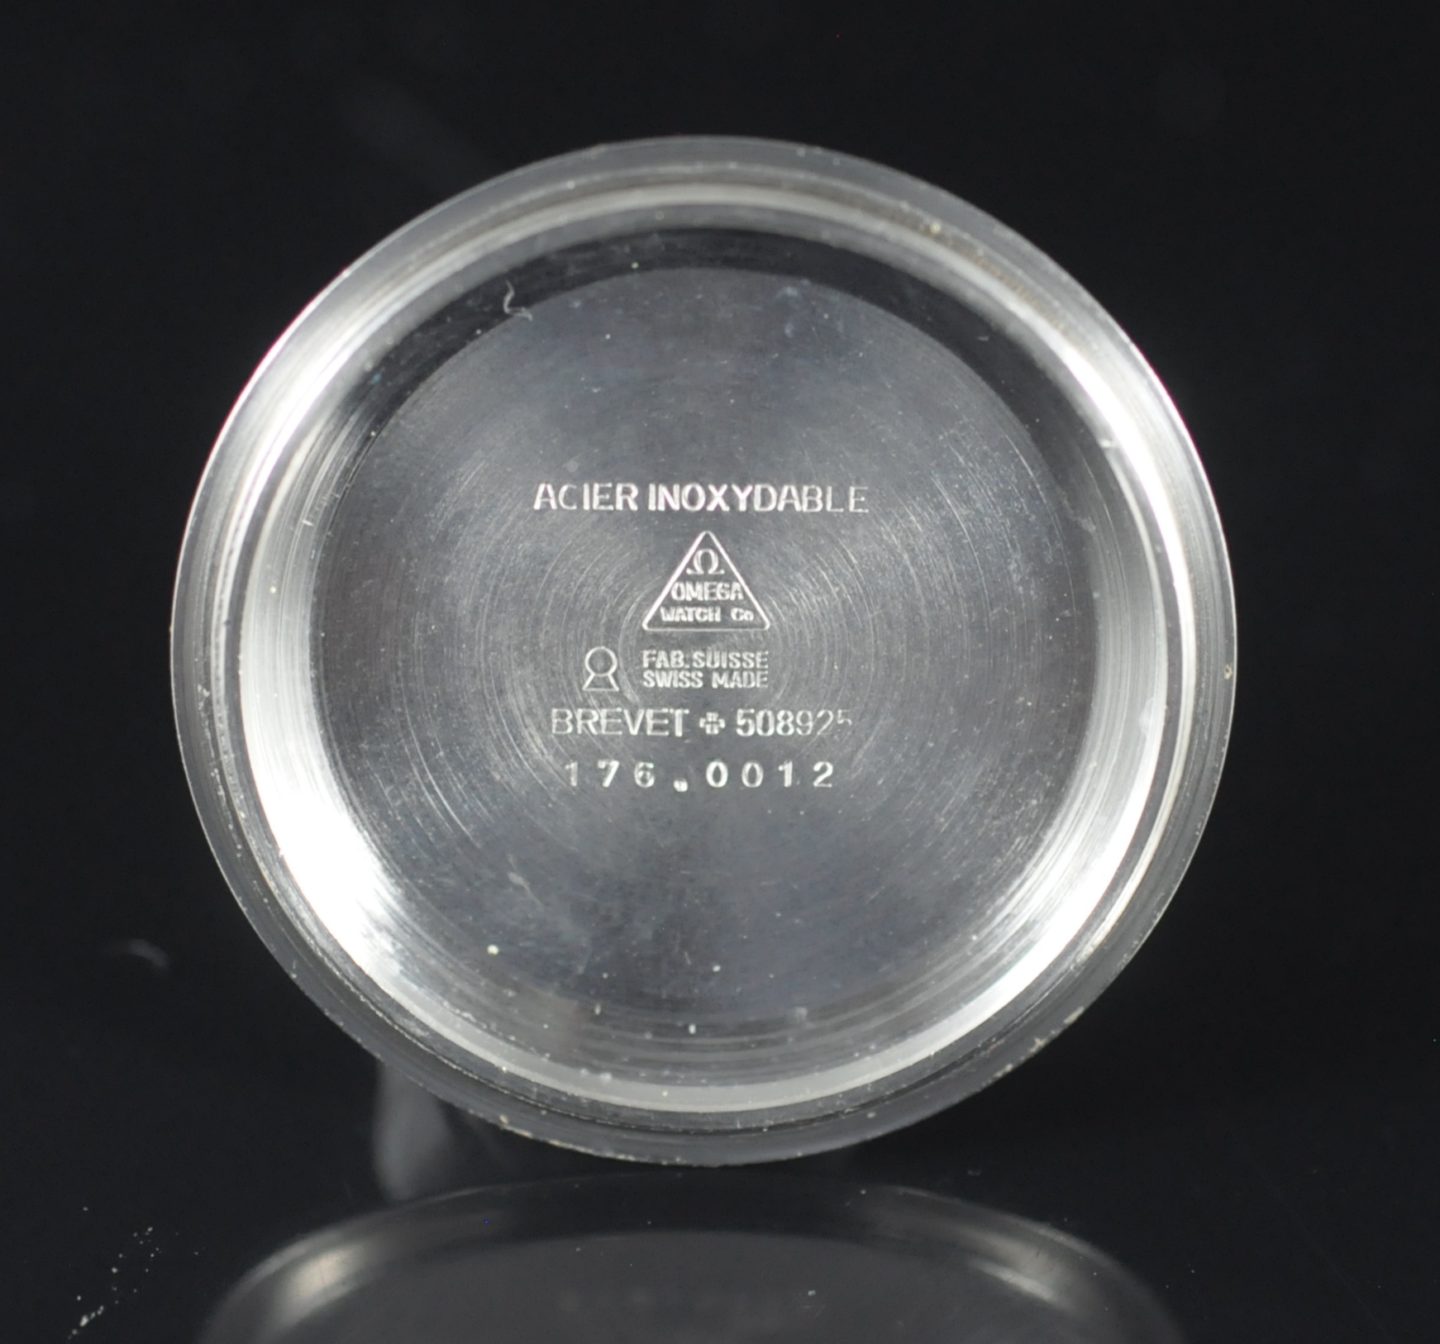 ACIER INOXYDABLE
Ω
OMEGA
WATCH Co
FAB. SUISSE
SWISS MADE
BREVET ✚ 508925
176.0012